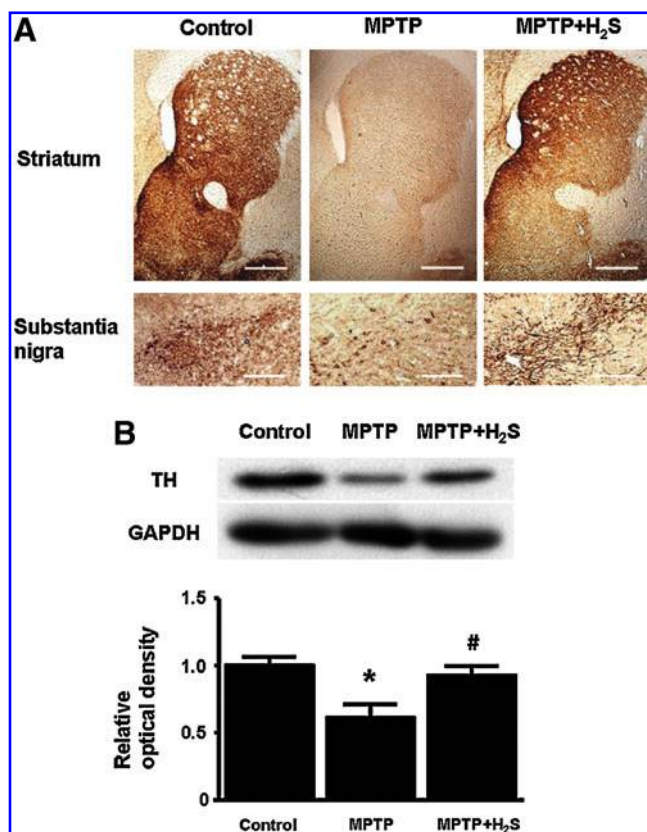 A
Control MPTP MPTP+H₂S
Striatum
Substantia
nigra
B
Control MPTP MPTP+H₂S
TH
GAPDH
Relative
optical density
1.5
1.0
0.5
0
*
#
Control MPTP MPTP+H₂S